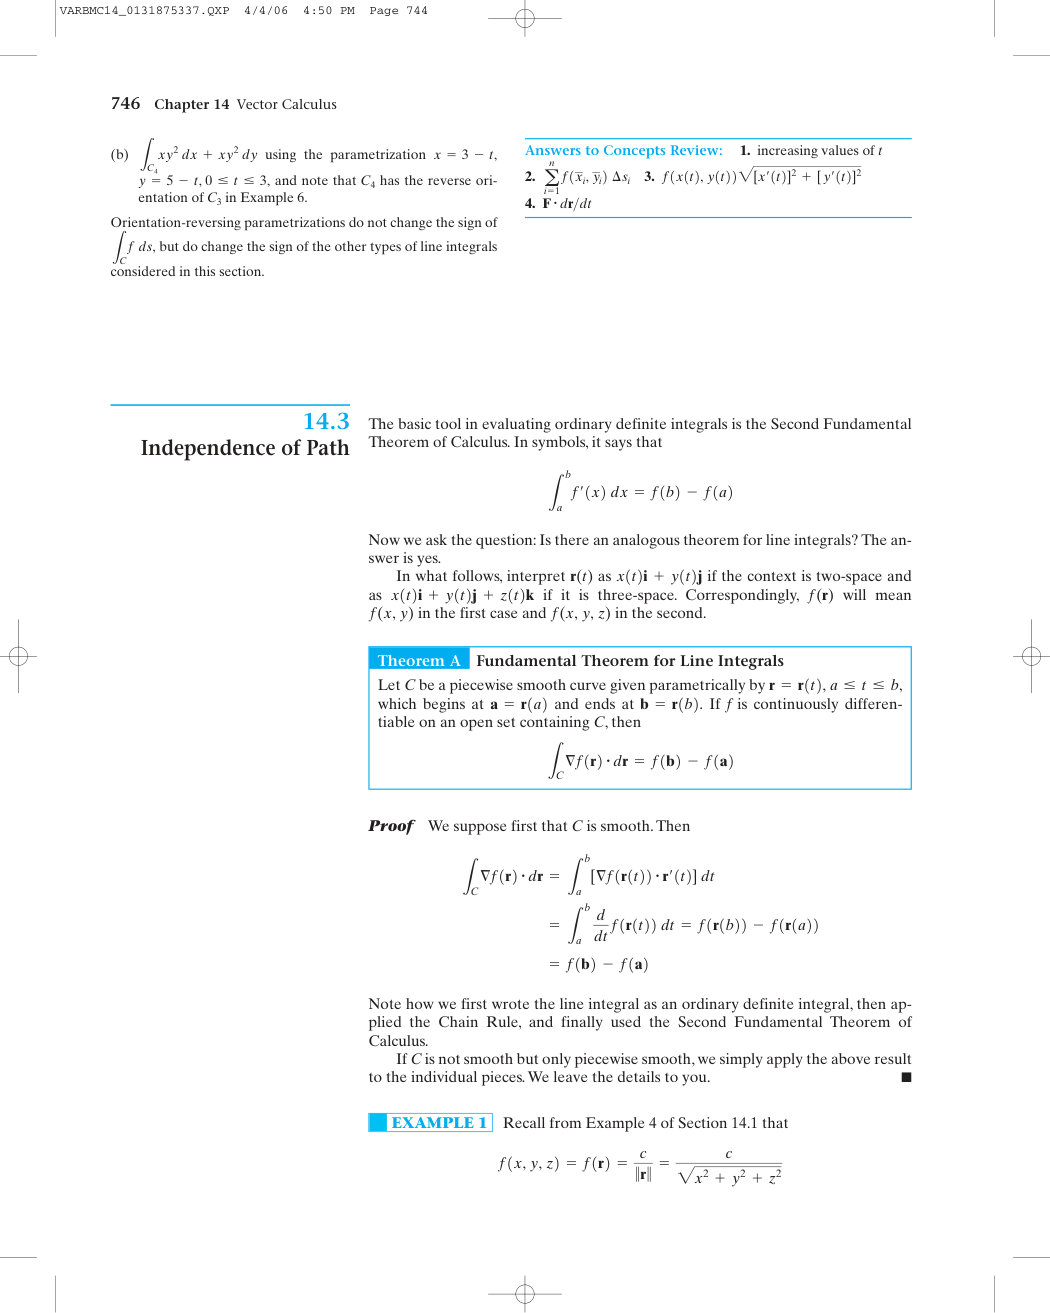 VARBMC14_0131875337.QXP 4/4/06 4:50 PM Page 744
746 Chapter 14 Vector Calculus
(b) ∫_{C₄} xy² dx + xy² dy using the parametrization x = 3 − t,
y = 5 − t, 0 ≤ t ≤ 3, and note that C₄ has the reverse ori-
entation of C₃ in Example 6.
Orientation-reversing parametrizations do not change the sign of
∫_C f ds, but do change the sign of the other types of line integrals
considered in this section.
Answers to Concepts Review: 1. increasing values of t
2. ∑_{i=1}^{n} f(x̄ᵢ, ȳᵢ) Δsᵢ 3. f(x(t), y(t))√([x′(t)]² + [y′(t)]²)
4. F · dr/dt
14.3
Independence of Path
The basic tool in evaluating ordinary definite integrals is the Second Fundamental
Theorem of Calculus. In symbols, it says that
∫_a^b f′(x) dx = f(b) − f(a)
Now we ask the question: Is there an analogous theorem for line integrals? The an-
swer is yes.
In what follows, interpret r(t) as x(t)i + y(t)j if the context is two-space and
as x(t)i + y(t)j + z(t)k if it is three-space. Correspondingly, f(r) will mean
f(x, y) in the first case and f(x, y, z) in the second.
Theorem A Fundamental Theorem for Line Integrals
Let C be a piecewise smooth curve given parametrically by r = r(t), a ≤ t ≤ b,
which begins at a = r(a) and ends at b = r(b). If f is continuously differen-
tiable on an open set containing C, then
∫_C ∇f(r) · dr = f(b) − f(a)
Proof We suppose first that C is smooth. Then
∫_C ∇f(r) · dr = ∫_a^b [∇f(r(t)) · r′(t)] dt
= ∫_a^b d/dt f(r(t)) dt = f(r(b)) − f(r(a))
= f(b) − f(a)
Note how we first wrote the line integral as an ordinary definite integral, then ap-
plied the Chain Rule, and finally used the Second Fundamental Theorem of
Calculus.
If C is not smooth but only piecewise smooth, we simply apply the above result
to the individual pieces. We leave the details to you. ■
EXAMPLE 1 Recall from Example 4 of Section 14.1 that
f(x, y, z) = f(r) = c/‖r‖ = c/√(x² + y² + z²)